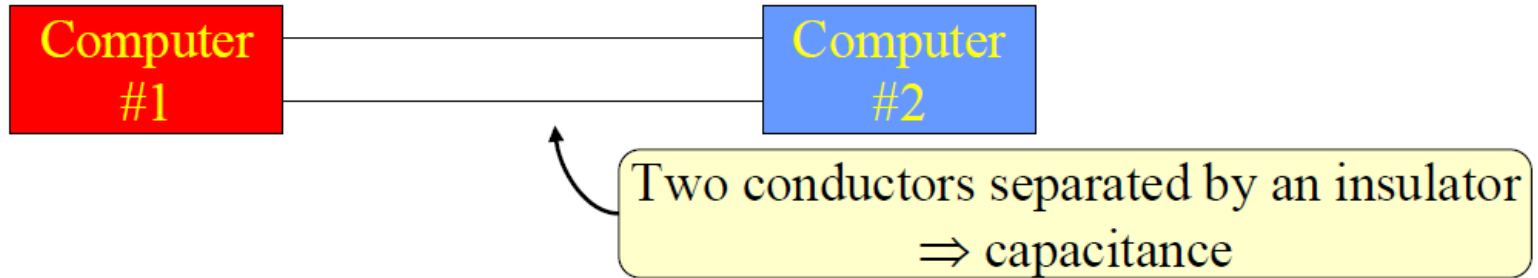 Computer
#1
Computer
#2
Two conductors separated by an insulator
⇒ capacitance